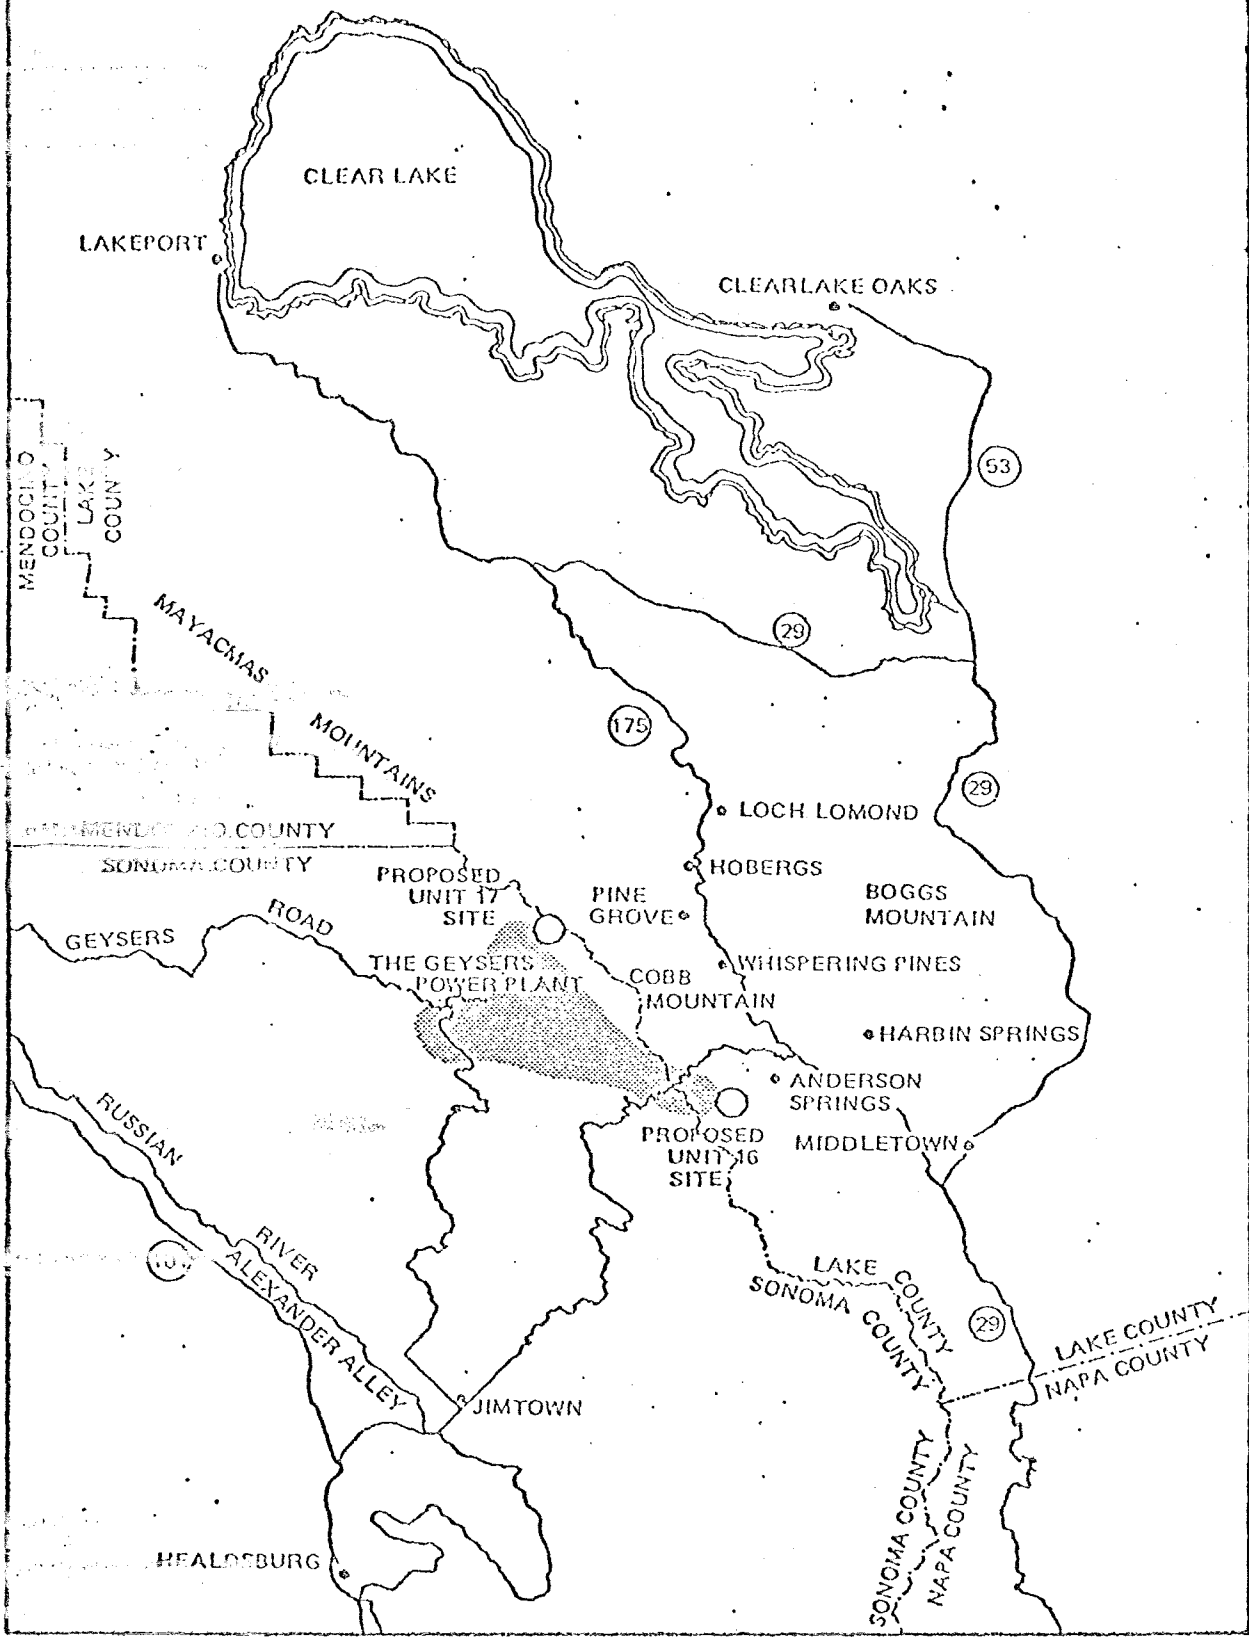 CLEAR LAKE
LAKEPORT
CLEARLAKE OAKS
53
MENDOCINO
COUNTY
LAKE
COUNTY
MAYACMAS
MOUNTAINS
29
175
29
LOCH LOMOND
COUNTY
SONOMA COUNTY
HOBERGS
PROPOSED
UNIT 17
SITE
PINE
GROVE
BOGGS
MOUNTAIN
GEYSERS
ROAD
THE GEYSERS
POWER PLANT
COBB
MOUNTAIN
WHISPERING PINES
HARBIN SPRINGS
ANDERSON
SPRINGS
PROPOSED
UNIT 16
SITE
MIDDLETOWN
RUSSIAN
RIVER
ALEXANDER ALLEY
LAKE COUNTY
SONOMA COUNTY
29
LAKE COUNTY
NAPA COUNTY
JIMTOWN
SONOMA COUNTY
NAPA COUNTY
HEALDSBURG